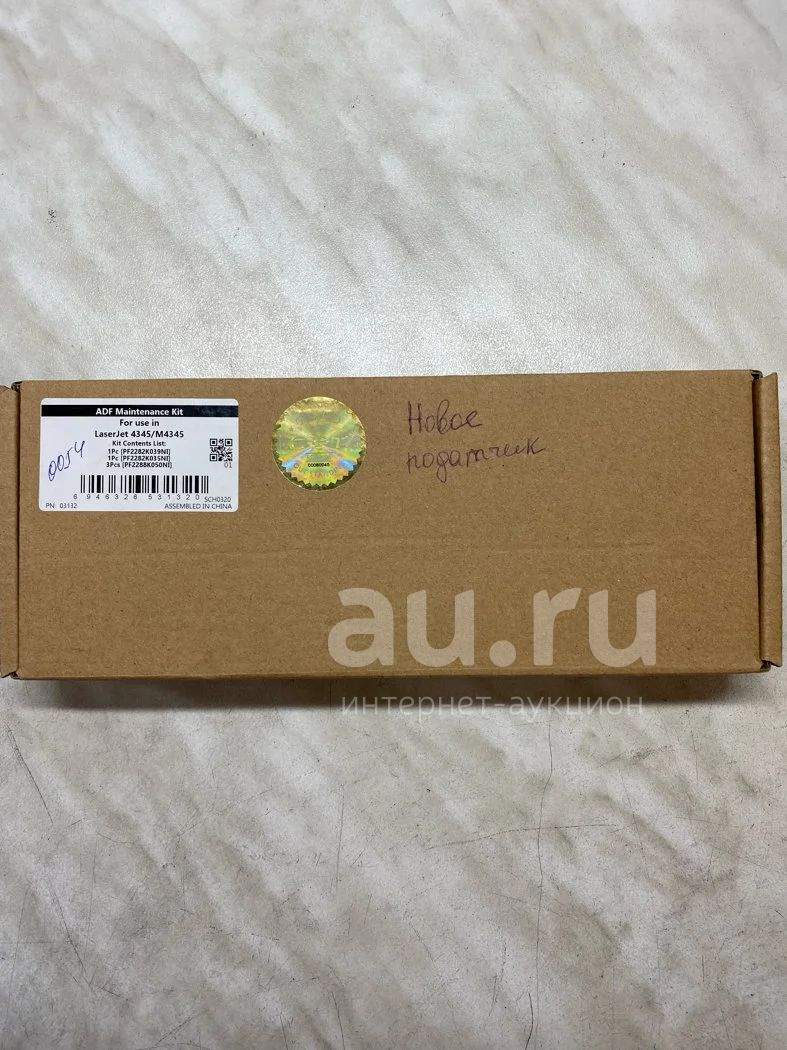 ADF Maintenance Kit
For use in
LaserJet 4345/M4345
Kit Contents List:
1Pc [PF2282K039NI]
1Pc [PF2282K035NI]
3Pcs [PF2288K050NI]
01
0054
6 946326 531320
SCH0320
PN: 03132
ASSEMBLED IN CHINA
00080045
Новое
податчик
au.ru
интернет-аукцион